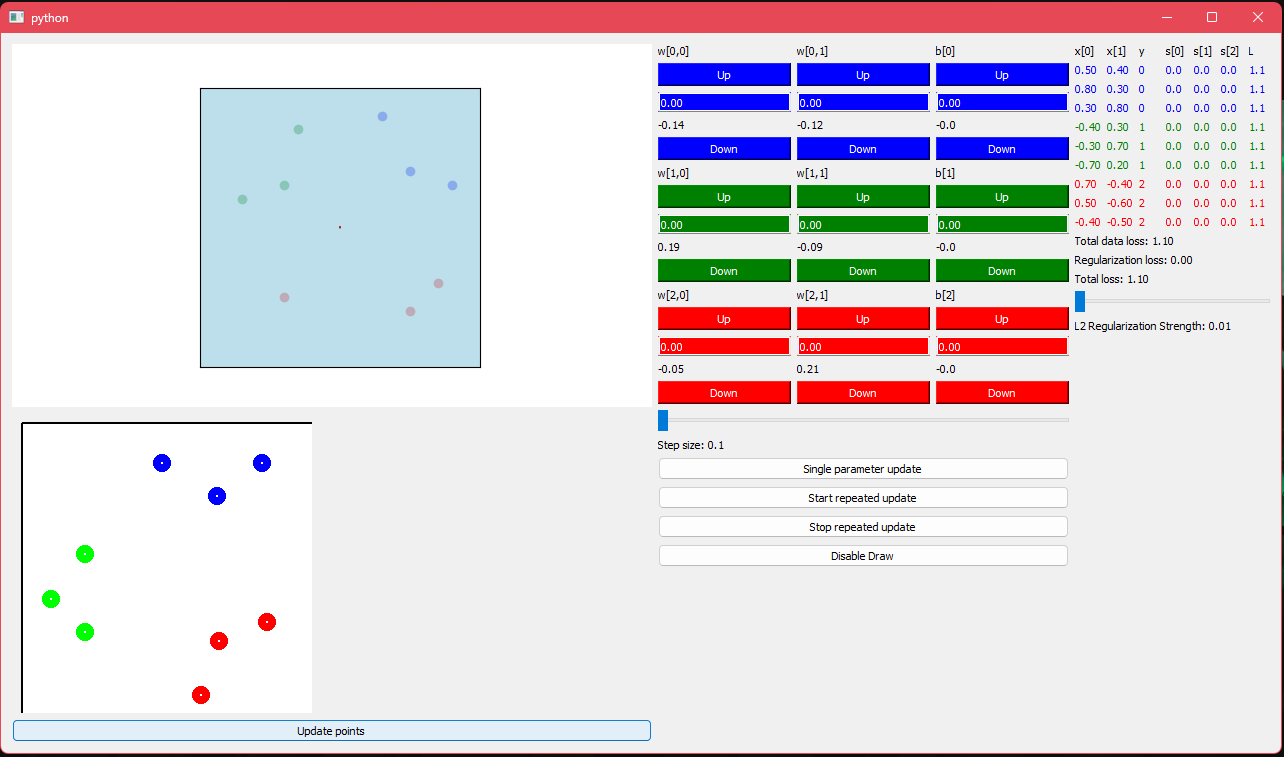 python
w[0,0] w[0,1] b[0]
Up Up Up
0.00 0.00 0.00
-0.14 -0.12 -0.0
Down Down Down
w[1,0] w[1,1] b[1]
Up Up Up
0.00 0.00 0.00
0.19 -0.09 -0.0
Down Down Down
w[2,0] w[2,1] b[2]
Up Up Up
0.00 0.00 0.00
-0.05 0.21 -0.0
Down Down Down
Step size: 0.1
Single parameter update
Start repeated update
Stop repeated update
Disable Draw
x[0] x[1] y s[0] s[1] s[2] L
0.50 0.40 0 0.0 0.0 0.0 1.1
0.80 0.30 0 0.0 0.0 0.0 1.1
0.30 0.80 0 0.0 0.0 0.0 1.1
-0.40 0.30 1 0.0 0.0 0.0 1.1
-0.30 0.70 1 0.0 0.0 0.0 1.1
-0.70 0.20 1 0.0 0.0 0.0 1.1
0.70 -0.40 2 0.0 0.0 0.0 1.1
0.50 -0.60 2 0.0 0.0 0.0 1.1
-0.40 -0.50 2 0.0 0.0 0.0 1.1
Total data loss: 1.10
Regularization loss: 0.00
Total loss: 1.10
L2 Regularization Strength: 0.01
Update points